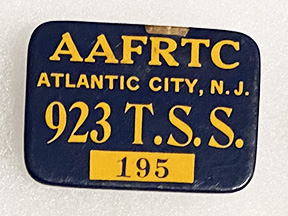 AAFRTC
ATLANTIC CITY, N.J.
923 T.S.S.
195